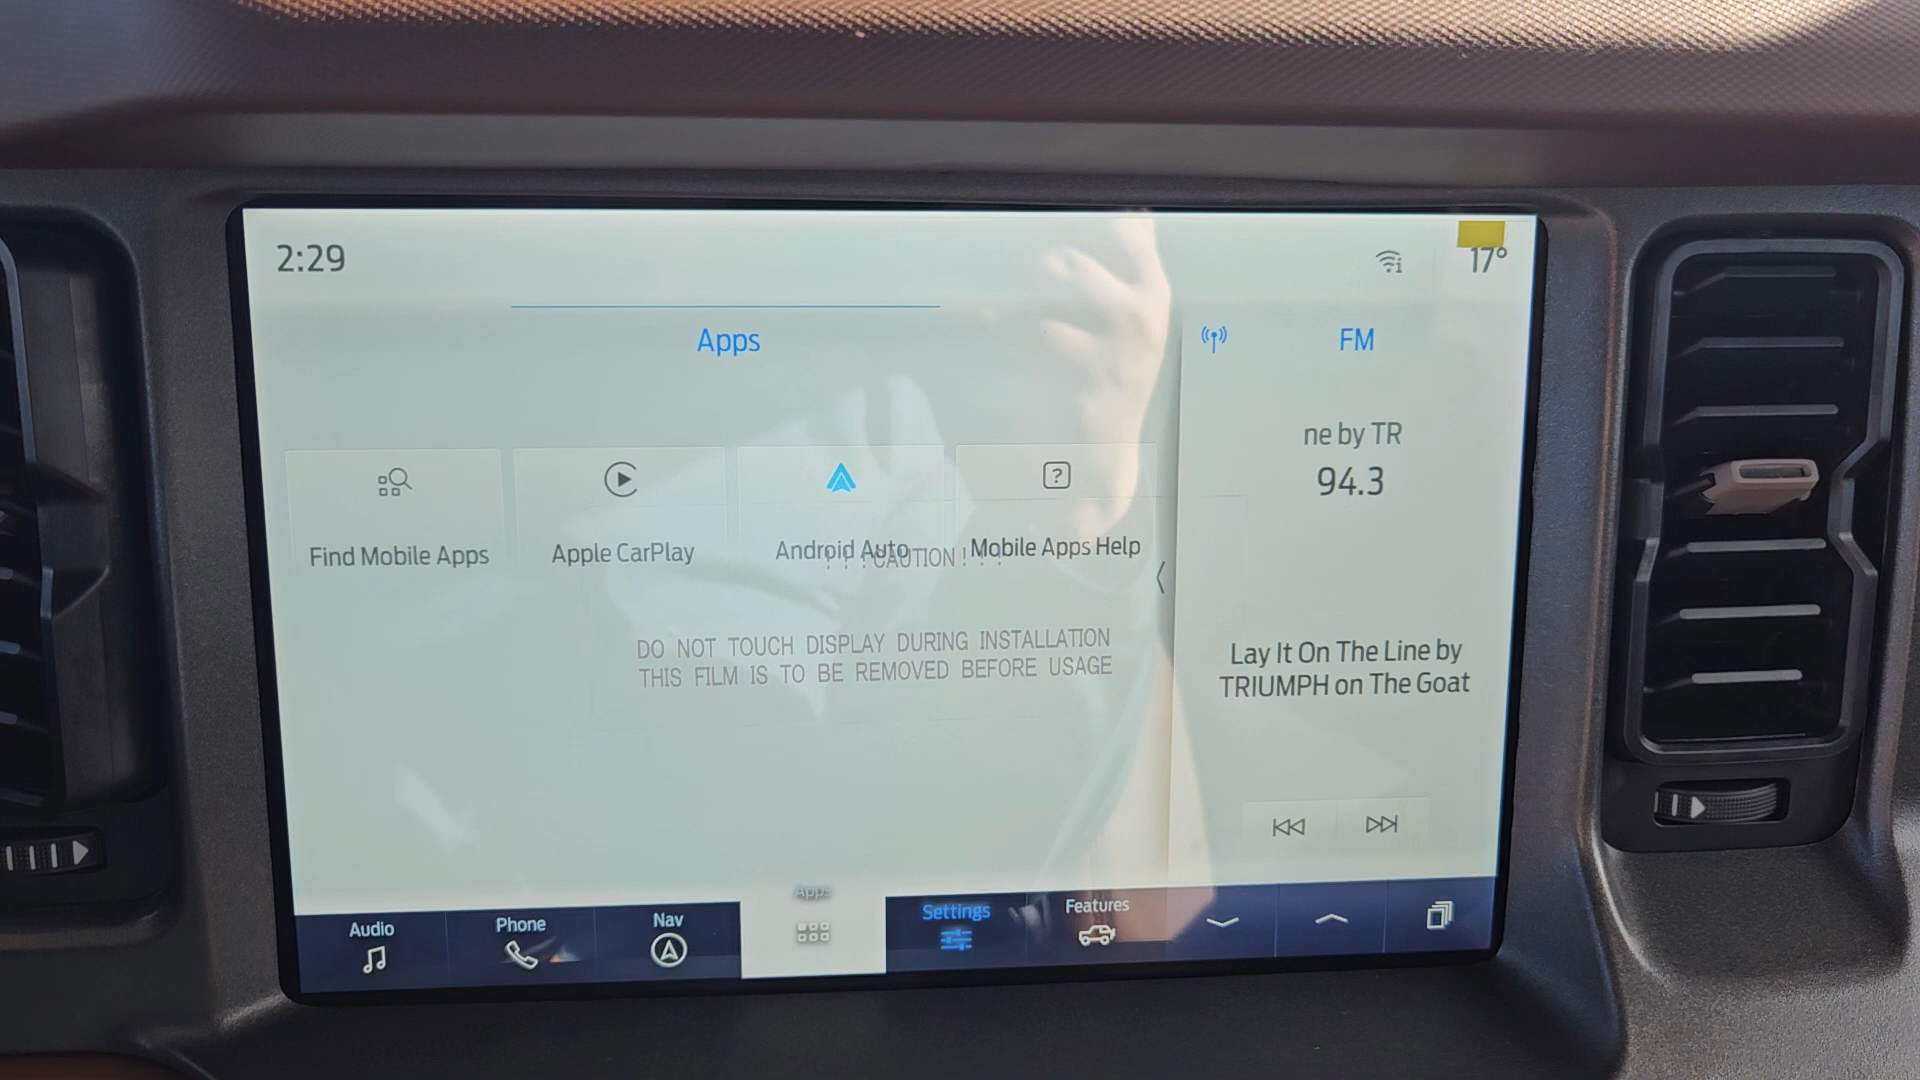 2:29
17°
Apps
FM
ne by TR
94.3
Find Mobile Apps
Apple CarPlay
Android Auto
Mobile Apps Help
! ! !CAUTION ! ! !
DO NOT TOUCH DISPLAY DURING INSTALLATION
THIS FILM IS TO BE REMOVED BEFORE USAGE
Lay It On The Line by
TRIUMPH on The Goat
Audio
Phone
Nav
Apps
Settings
Features